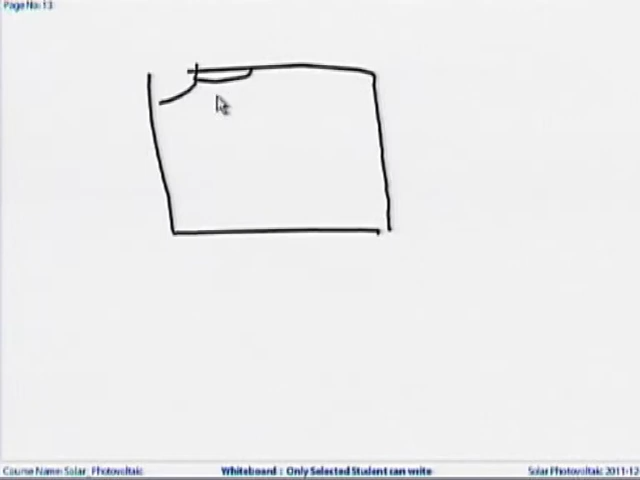 Page No: 13
Course Name: Solar_Photovoltaic
Whiteboard : Only Selected Student can write
Solar Photovoltaic 2011-12